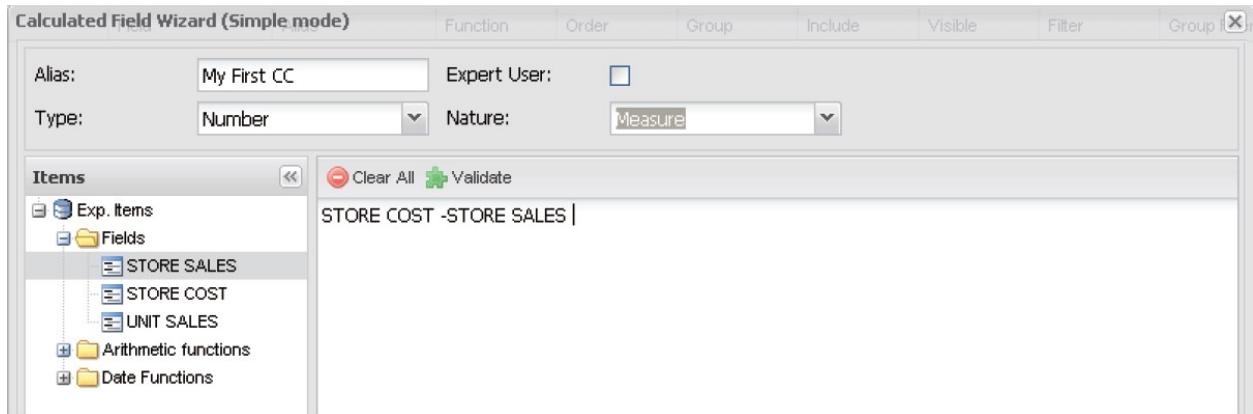 Calculated Field Wizard (Simple mode)
Function Order Group Include Visible Filter Group
Alias: My First CC Expert User:
Type: Number Nature: Measure
Items
Clear All Validate
Exp. Items
STORE COST -STORE SALES
Fields
STORE SALES
STORE COST
UNIT SALES
Arithmetic functions
Date Functions